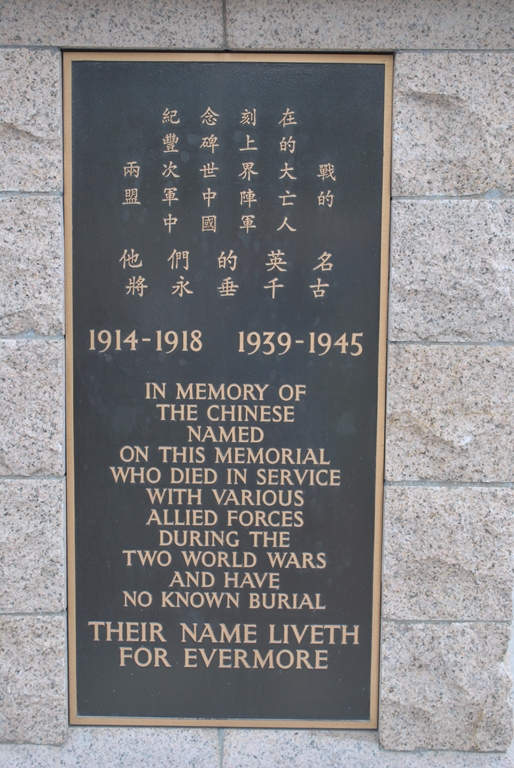 紀念刻在
豐碑上的
兩次世界大戰
盟軍中陣亡的
中國軍人
他們的英名
將永垂千古
1914-1918 1939-1945
IN MEMORY OF
THE CHINESE
NAMED
ON THIS MEMORIAL
WHO DIED IN SERVICE
WITH VARIOUS
ALLIED FORCES
DURING THE
TWO WORLD WARS
AND HAVE
NO KNOWN BURIAL
THEIR NAME LIVETH
FOR EVERMORE